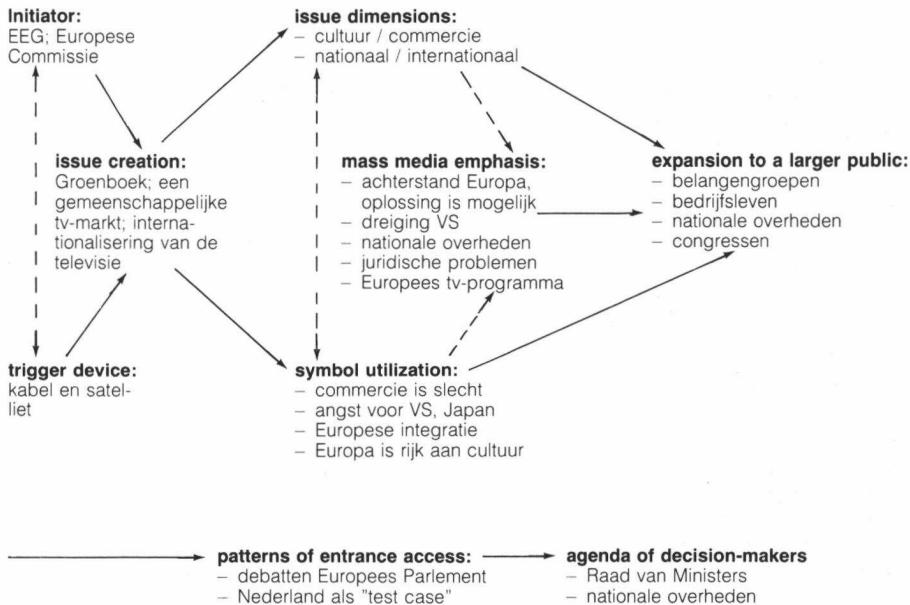 Initiator:
EEG; Europese
Commissie
issue dimensions:
– cultuur / commercie
– nationaal / internationaal
issue creation:
Groenboek; een
gemeenschappelijke
tv-markt; interna-
tionalisering van de
televisie
mass media emphasis:
– achterstand Europa,
oplossing is mogelijk
– dreiging VS
– nationale overheden
– juridische problemen
– Europees tv-programma
expansion to a larger public:
– belangengroepen
– bedrijfsleven
– nationale overheden
– congressen
trigger device:
kabel en satel-
liet
symbol utilization:
– commercie is slecht
– angst voor VS, Japan
– Europese integratie
– Europa is rijk aan cultuur
patterns of entrance access:
– debatten Europees Parlement
– Nederland als "test case"
agenda of decision-makers
– Raad van Ministers
– nationale overheden